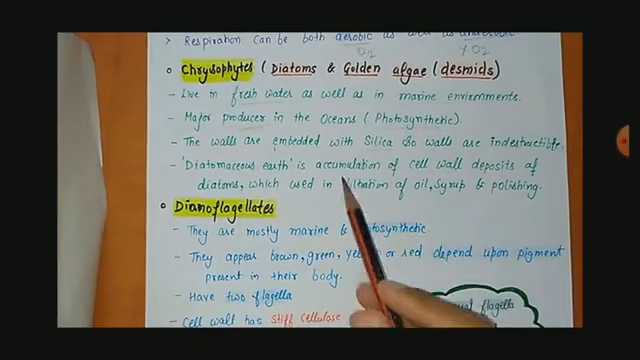 Respiration can be both aerobic as well as anaerobic
O2 X O2
Chrysophytes (Diatoms & Golden algae (desmids)
- Live in fresh water as well as in marine environments.
- Major producer in the Oceans (Photosynthetic)
- The walls are embedded with Silica so walls are indestructible.
- 'Diatomaceous earth' is accumulation of cell wall deposits of
diatoms, which used in filtration of oil, Syrup & polishing.
Dianoflagellates
- They are mostly marine & photosynthetic.
- They appears brown, green, yellow or red depend upon pigment
present in their body.
- Have two flagella
flagella
- Cell wall has stiff cellulose